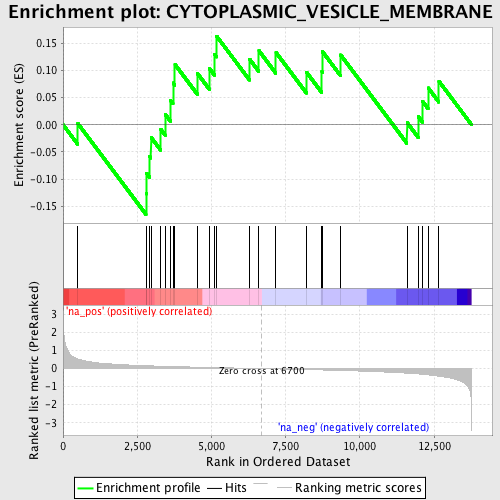 Enrichment plot: CYTOPLASMIC_VESICLE_MEMBRANE
Enrichment score (ES)
0.15
0.10
0.05
0.00
-0.05
-0.10
-0.15
'na_pos' (positively correlated)
Ranked list metric (PreRanked)
3
2
1
0
-1
-2
-3
Zero cross at 6700
'na_neg' (negatively correlated)
0
2,500
5,000
7,500
10,000
12,500
Rank in Ordered Dataset
Enrichment profile
Hits
Ranking metric scores